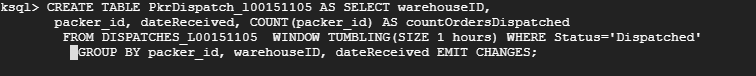 ksql> CREATE TABLE PkrDispatch_l00151105 AS SELECT warehouseID,
packer_id, dateReceived, COUNT(packer_id) AS countOrdersDispatched
FROM DISPATCHES_L00151105 WINDOW TUMBLING(SIZE 1 hours) WHERE Status='Dispatched'
GROUP BY packer_id, warehouseID, dateReceived EMIT CHANGES;